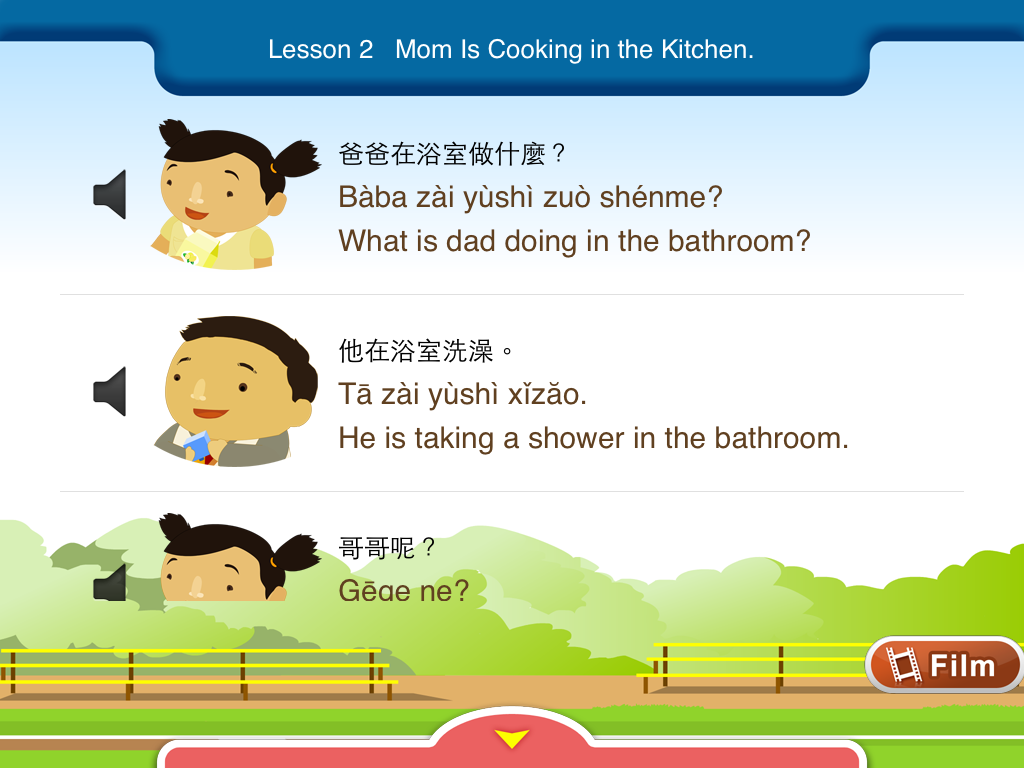 Lesson 2 Mom Is Cooking in the Kitchen.
爸爸在浴室做什麼？
Bàba zài yùshì zuò shénme?
What is dad doing in the bathroom?
他在浴室洗澡。
Tā zài yùshì xǐzǎo.
He is taking a shower in the bathroom.
哥哥呢？
Gēge ne?
Film